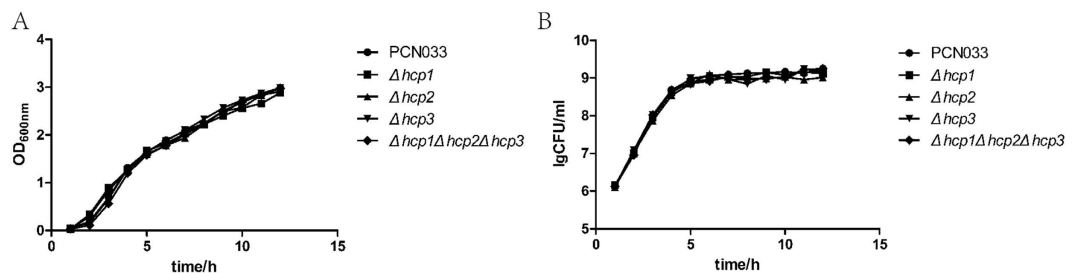 A
OD600nm
4
3
2
1
0
0 5 10 15
time/h
PCN033
Δhcp1
Δhcp2
Δhcp3
Δhcp1Δhcp2Δhcp3
B
lgCFU/ml
10
9
8
7
6
5
0 5 10 15
time/h
PCN033
Δhcp1
Δhcp2
Δhcp3
Δhcp1Δhcp2Δhcp3